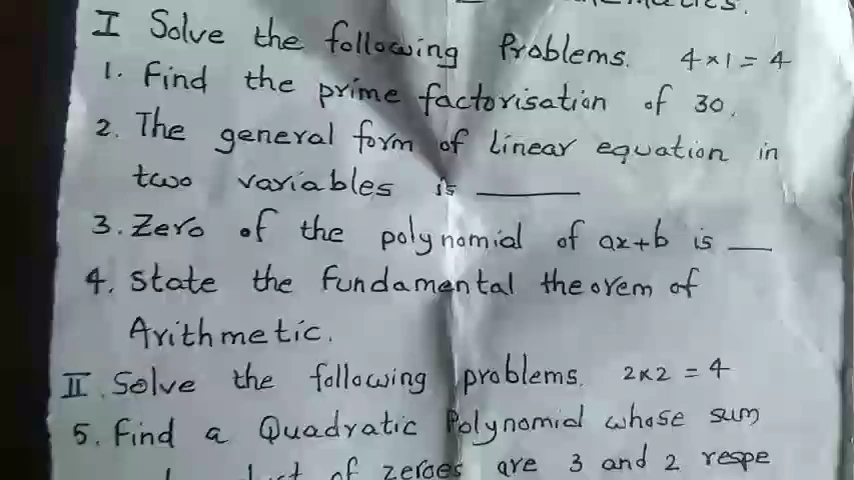 I Solve the following Problems. 4×1=4
1. Find the prime factorisation of 30.
2. The general form of linear equation in
two variables is ______
3. Zero of the polynomial of ax+b is __
4. State the fundamental theorem of
Arithmetic.
II. Solve the following problems. 2×2=4
5. Find a Quadratic Polynomial whose sum
of zeroes are 3 and 2 respe